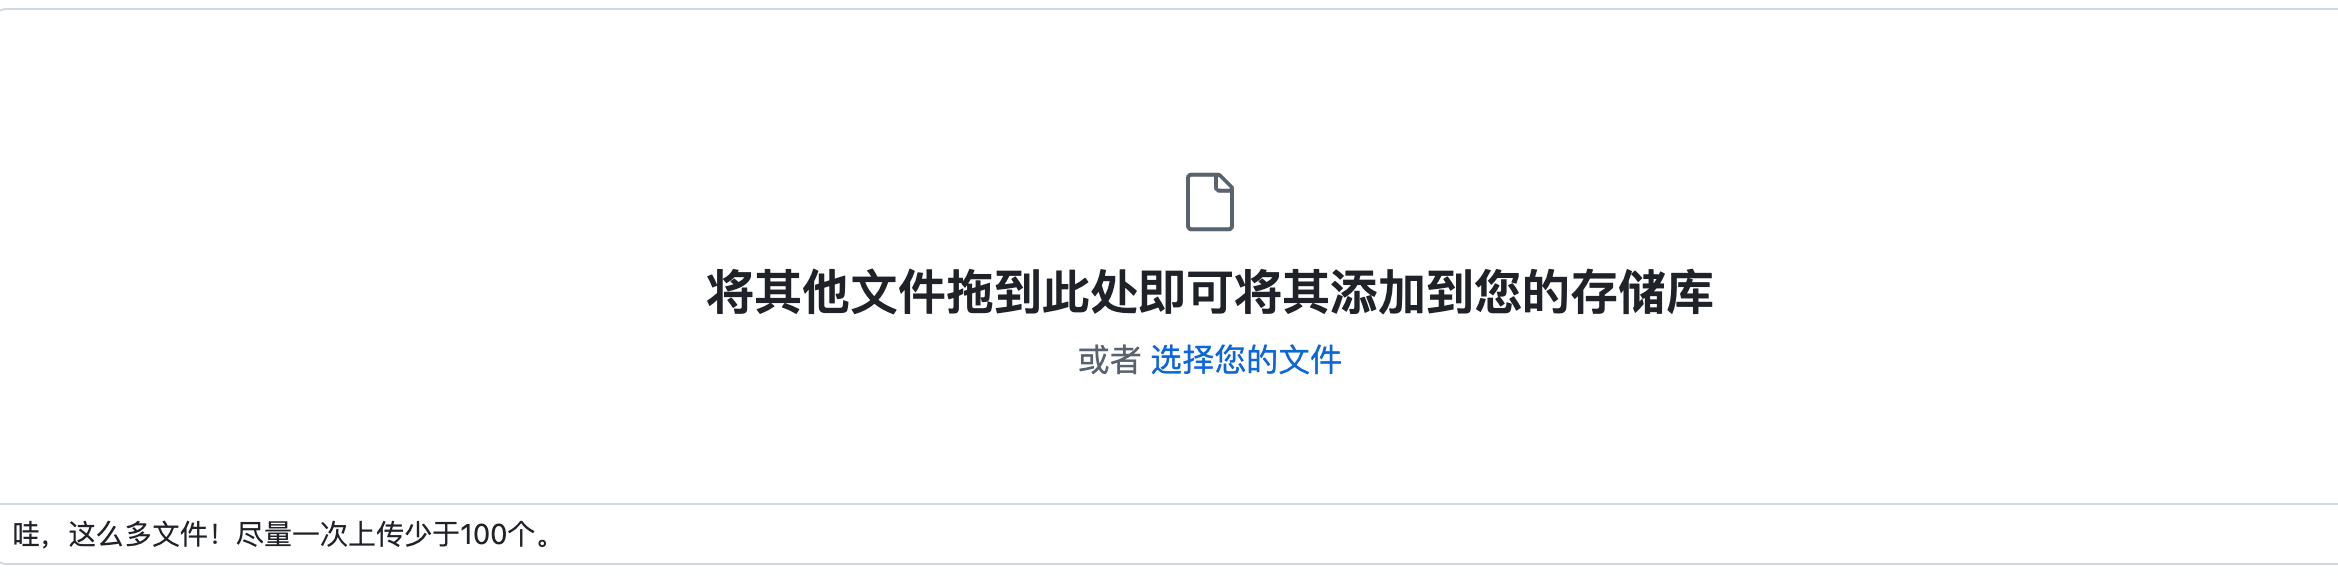 将其他文件拖到此处即可将其添加到您的存储库
或者 选择您的文件
哇，这么多文件！尽量一次上传少于100个。